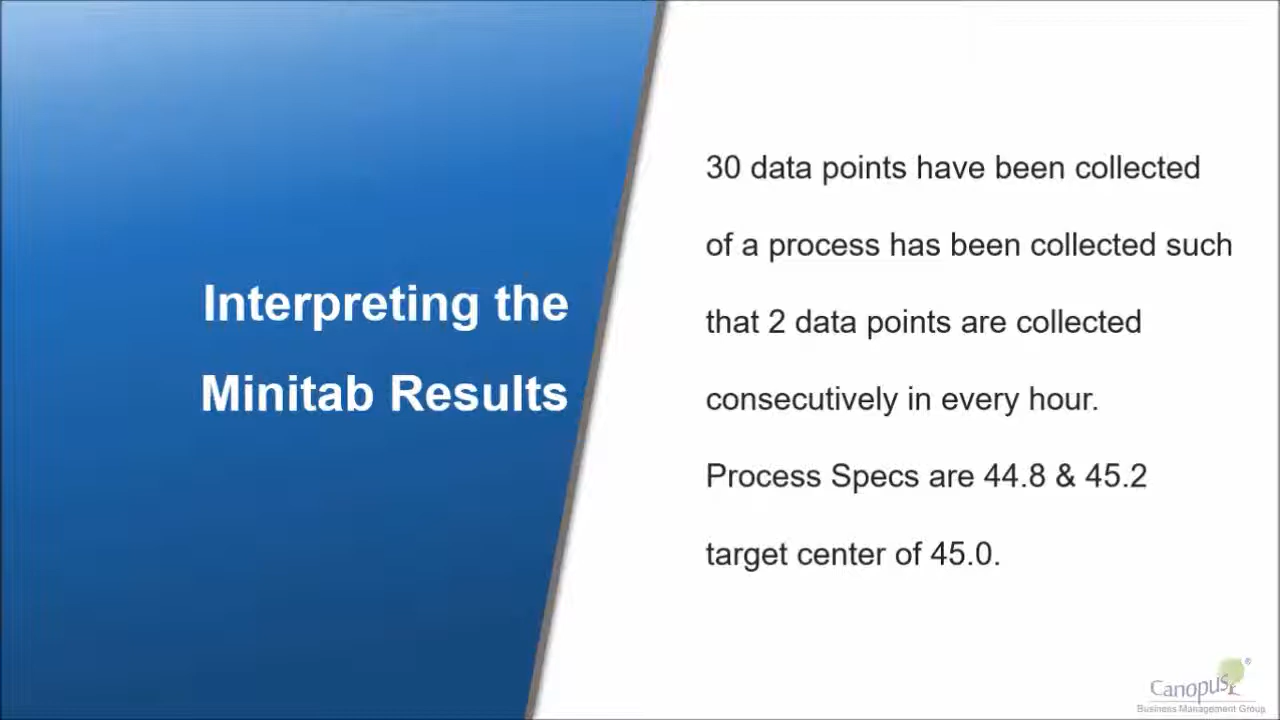 Interpreting the
Minitab Results
30 data points have been collected
of a process has been collected such
that 2 data points are collected
consecutively in every hour.
Process Specs are 44.8 & 45.2
target center of 45.0.
Canopus®
Business Management Group